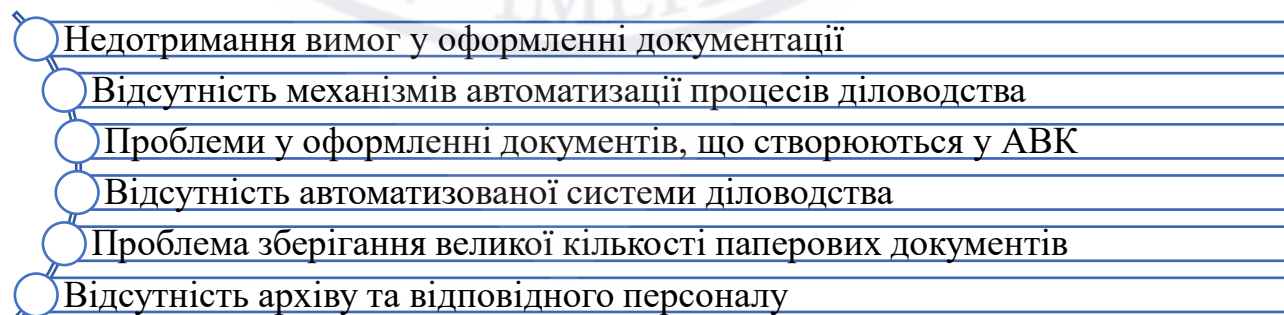 Недотримання вимог у оформленні документації
Відсутність механізмів автоматизації процесів діловодства
Проблеми у оформленні документів, що створюються у АВК
Відсутність автоматизованої системи діловодства
Проблема зберігання великої кількості паперових документів
Відсутність архіву та відповідного персоналу